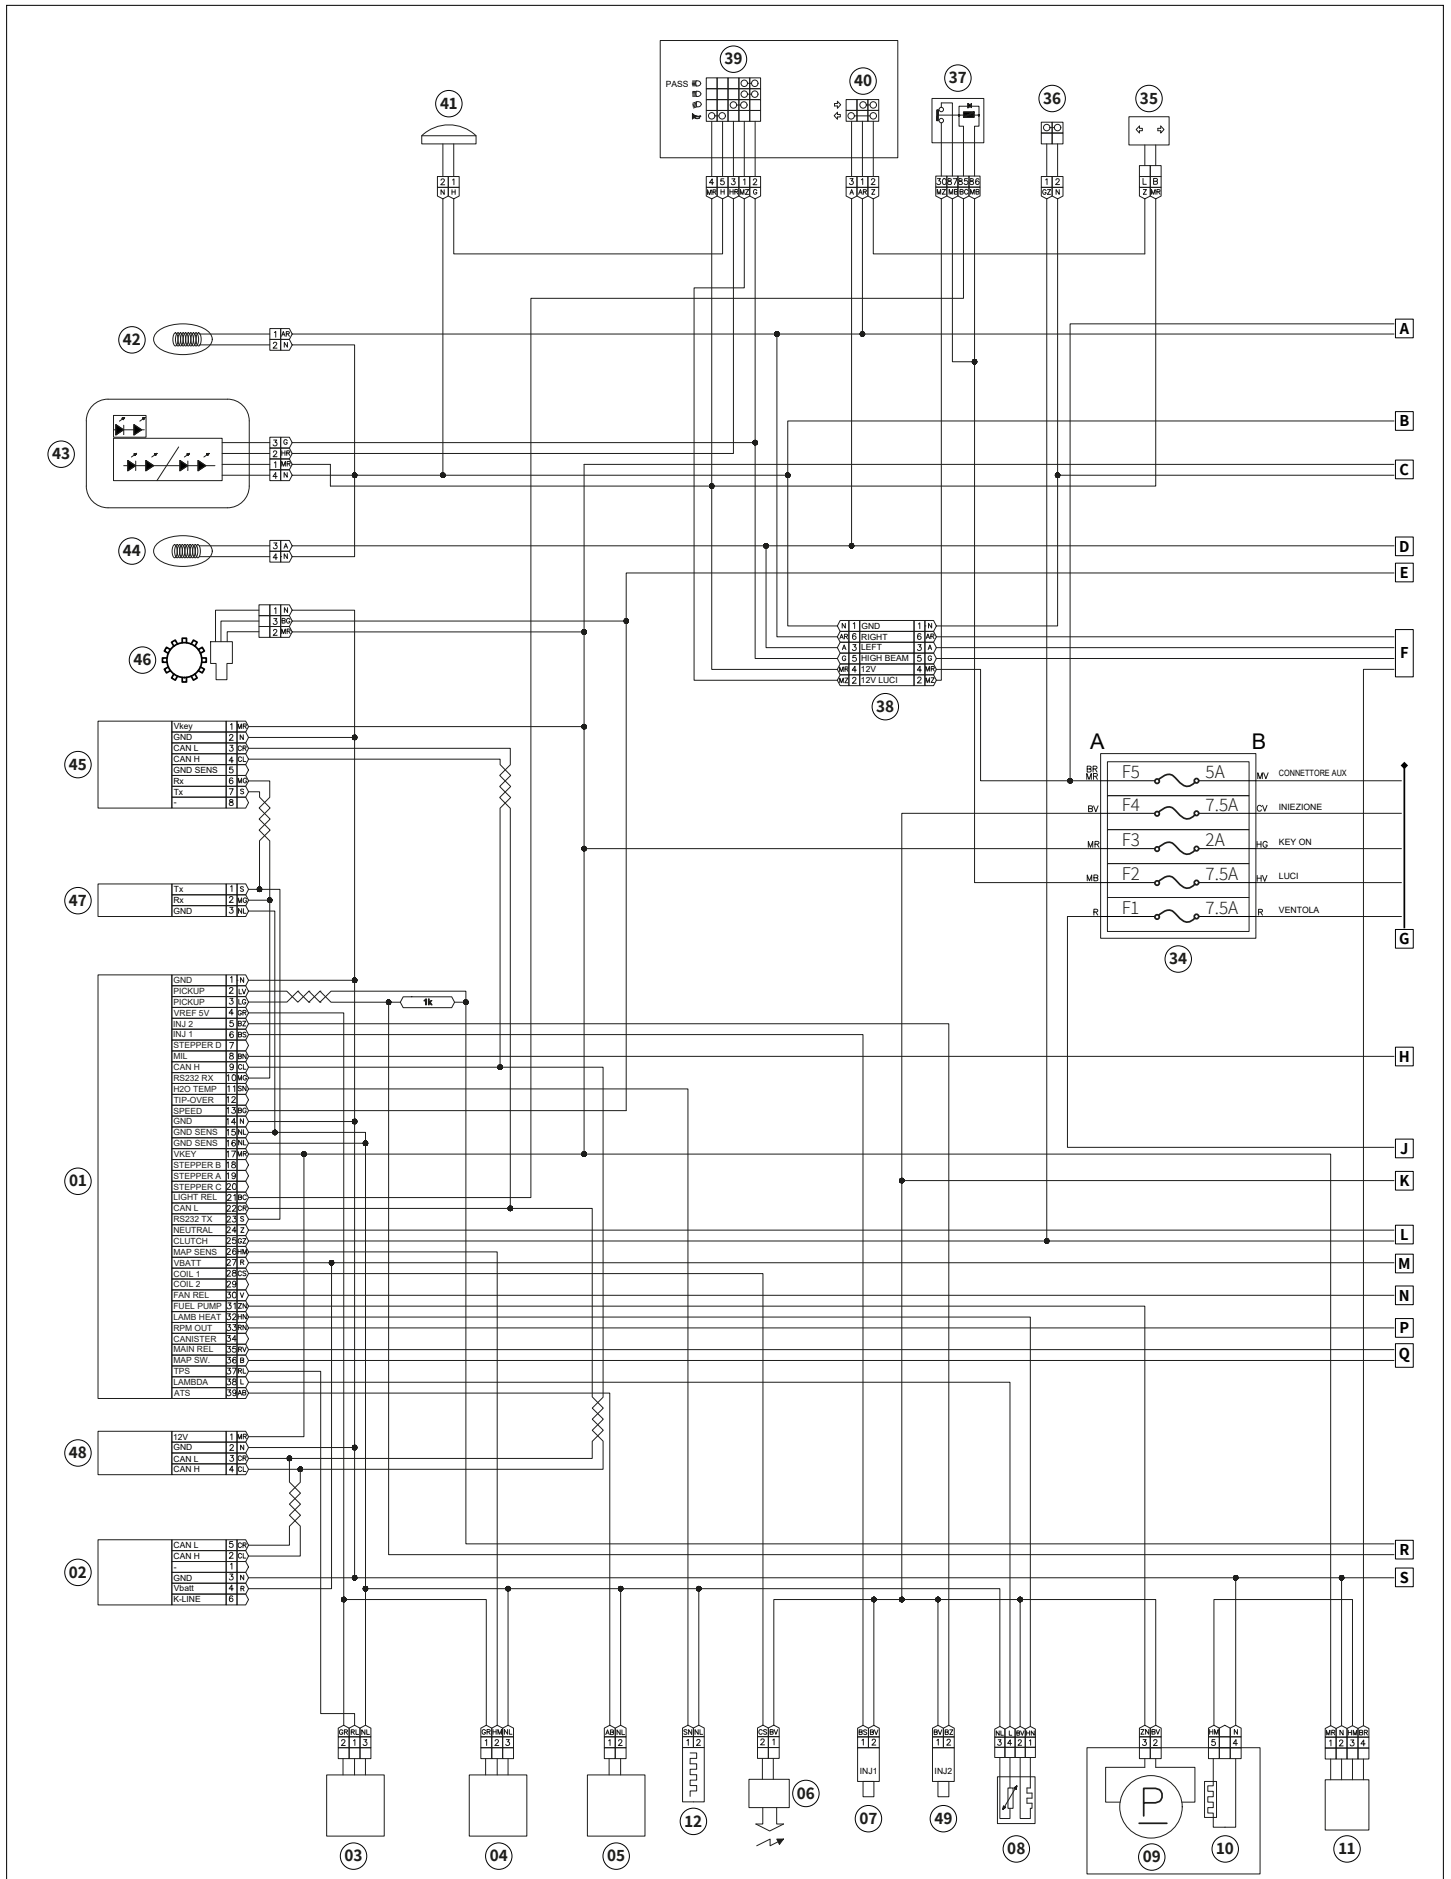 39
PASS
40
37
36
35
41
2 1
N H
4 5 3 1 2
MR H HR MZ G
3 1 2
A AR Z
30 87 85 86
MZ MB BC MB
1 2
GZ N
L B
Z MR
42
1 AR
2 N
A
B
43
3 G
2 HR
1 MR
4 N
C
44
3 A
4 N
D
E
46
1 N
3 BG
2 MR
N 1 GND 1 N
AR 6 RIGHT 6 AR
A 3 LEFT 3 A
G 5 HIGH BEAM 5 G
MR 4 12V 4 MR
MZ 2 12V LUCI 2 MZ
38
F
45
Vkey 1 MR
GND 2 N
CAN L 3 CR
CAN H 4 CL
GND SENS 5
Rx 6 MG
Tx 7 S
- 8
A B
BR
MR F5 5A MV CONNETTORE AUX
BV F4 7.5A CV INIEZIONE
MR F3 2A HG KEY ON
MB F2 7.5A HV LUCI
R F1 7.5A R VENTOLA
34
G
47
Tx 1 S
Rx 2 MG
GND 3 NL
01
GND 1 N
PICKUP 2 LV
PICKUP 3 LG
1k
VREF 5V 4 GR
INJ 2 5 BZ
INJ 1 6 BS
STEPPER D 7
MIL 8 BN
CAN H 9 CL
RS232 RX 10 MG
H2O TEMP 11 SN
TIP-OVER 12
SPEED 13 BG
GND 14 N
GND SENS 15 NL
GND SENS 16 NL
VKEY 17 MR
STEPPER B 18
STEPPER A 19
STEPPER C 20
LIGHT REL 21 BC
CAN L 22 CR
RS232 TX 23 S
NEUTRAL 24 Z
CLUTCH 25 GZ
MAP SENS 26 HM
VBATT 27 R
COIL 1 28 CS
COIL 2 29
FAN REL 30 V
FUEL PUMP 31 ZN
LAMB HEAT 32 HN
RPM OUT 33 RN
CANISTER 34
MAIN REL 35 RV
MAP SW. 36 B
TPS 37 RL
LAMBDA 38 L
ATS 39 AB
H
J
K
L
M
N
P
Q
48
12V 1 MR
GND 2 N
CAN L 3 CR
CAN H 4 CL
02
CAN L 5 CR
CAN H 2 CL
- 1
GND 3 N
Vbatt 4 R
K-LINE 6
R
S
GR RL NL
2 1 3
03
GR HM NL
1 2 3
04
AB NL
1 2
05
SN NL
1 2
12
CS BV
2 1
06
BS BV
1 2
INJ1
07
BV BZ
1 2
INJ2
49
NL L BV HN
3 4 2 1
08
ZN BV
3 2
P
09
HM N
5 4
10
MR N HM BR
1 2 3 4
11